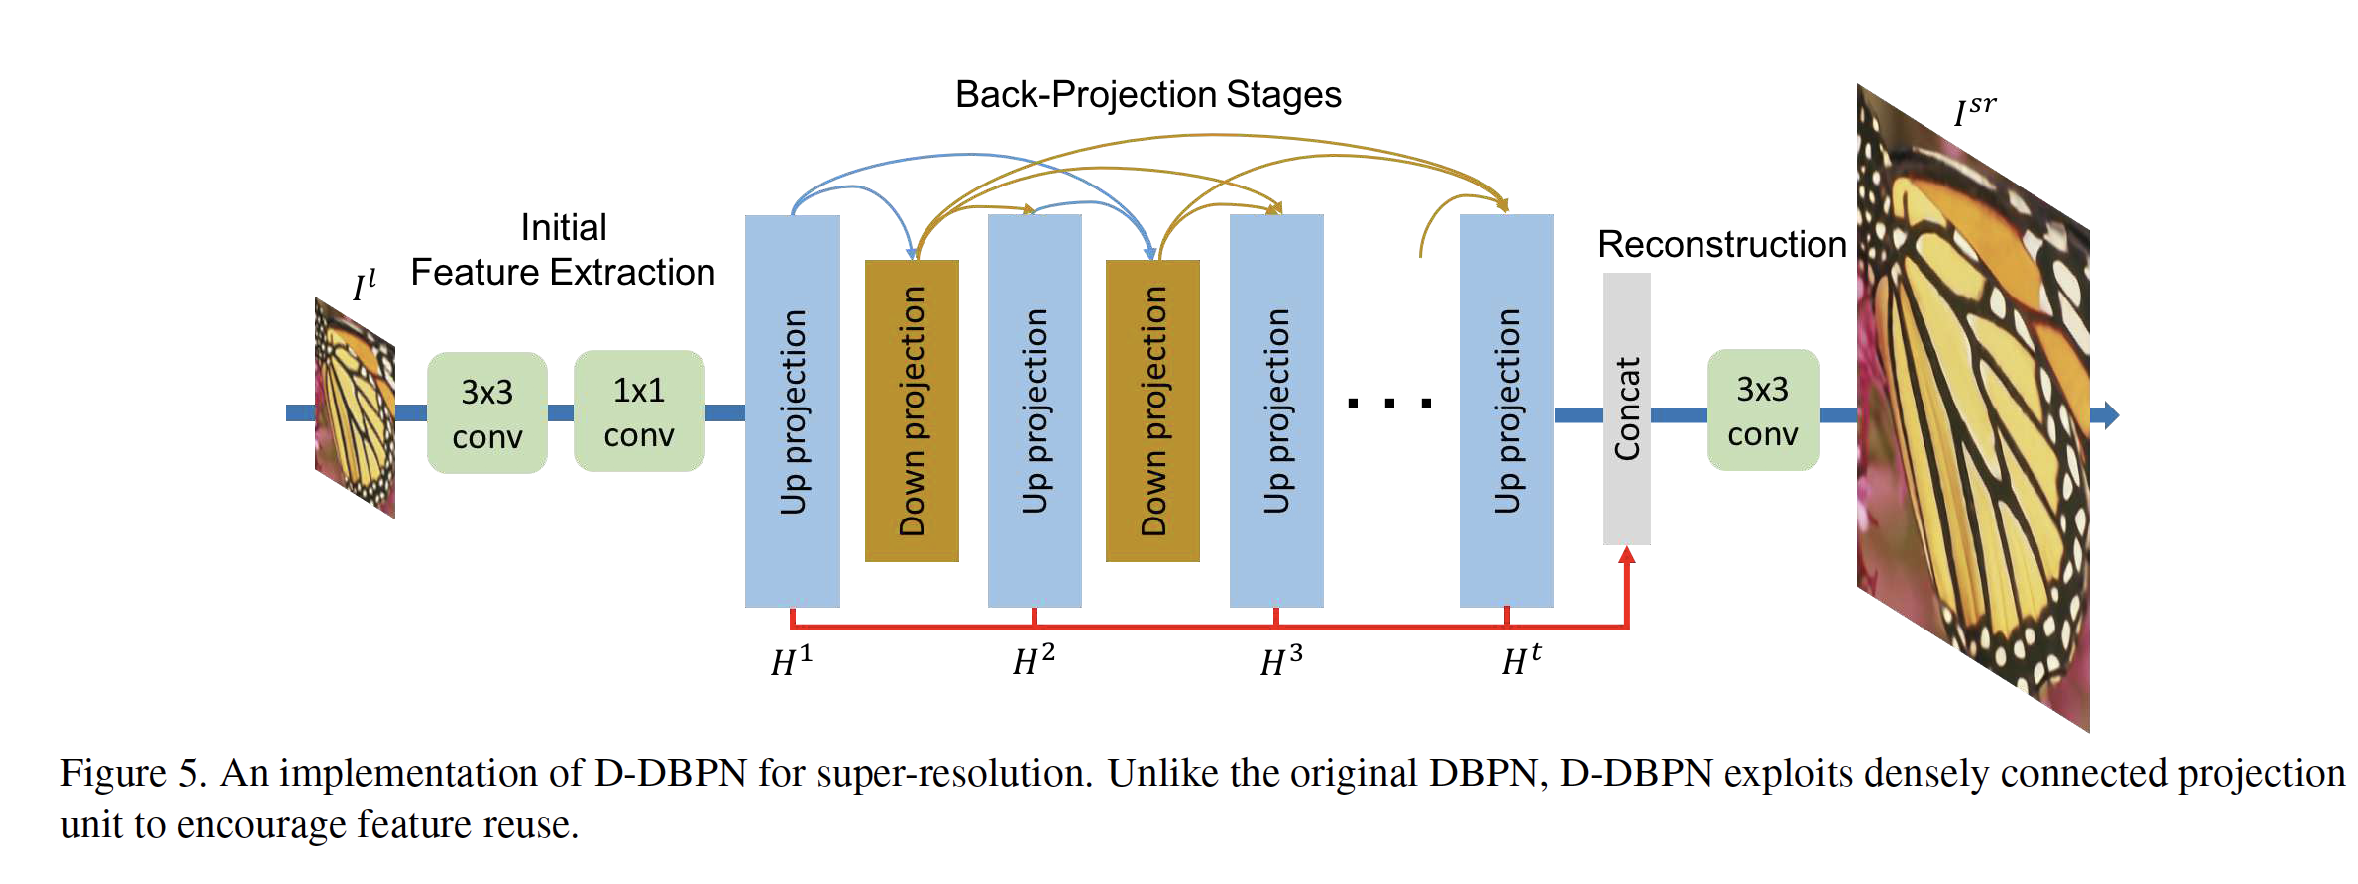 Back-Projection Stages
I^{sr}
Initial
Feature Extraction
I^{l}
Reconstruction
3x3
conv
1x1
conv
Up projection
Down projection
Up projection
Down projection
Up projection
. . .
Up projection
Concat
3x3
conv
H^{1}
H^{2}
H^{3}
H^{t}
Figure 5. An implementation of D-DBPN for super-resolution. Unlike the original DBPN, D-DBPN exploits densely connected projection
unit to encourage feature reuse.